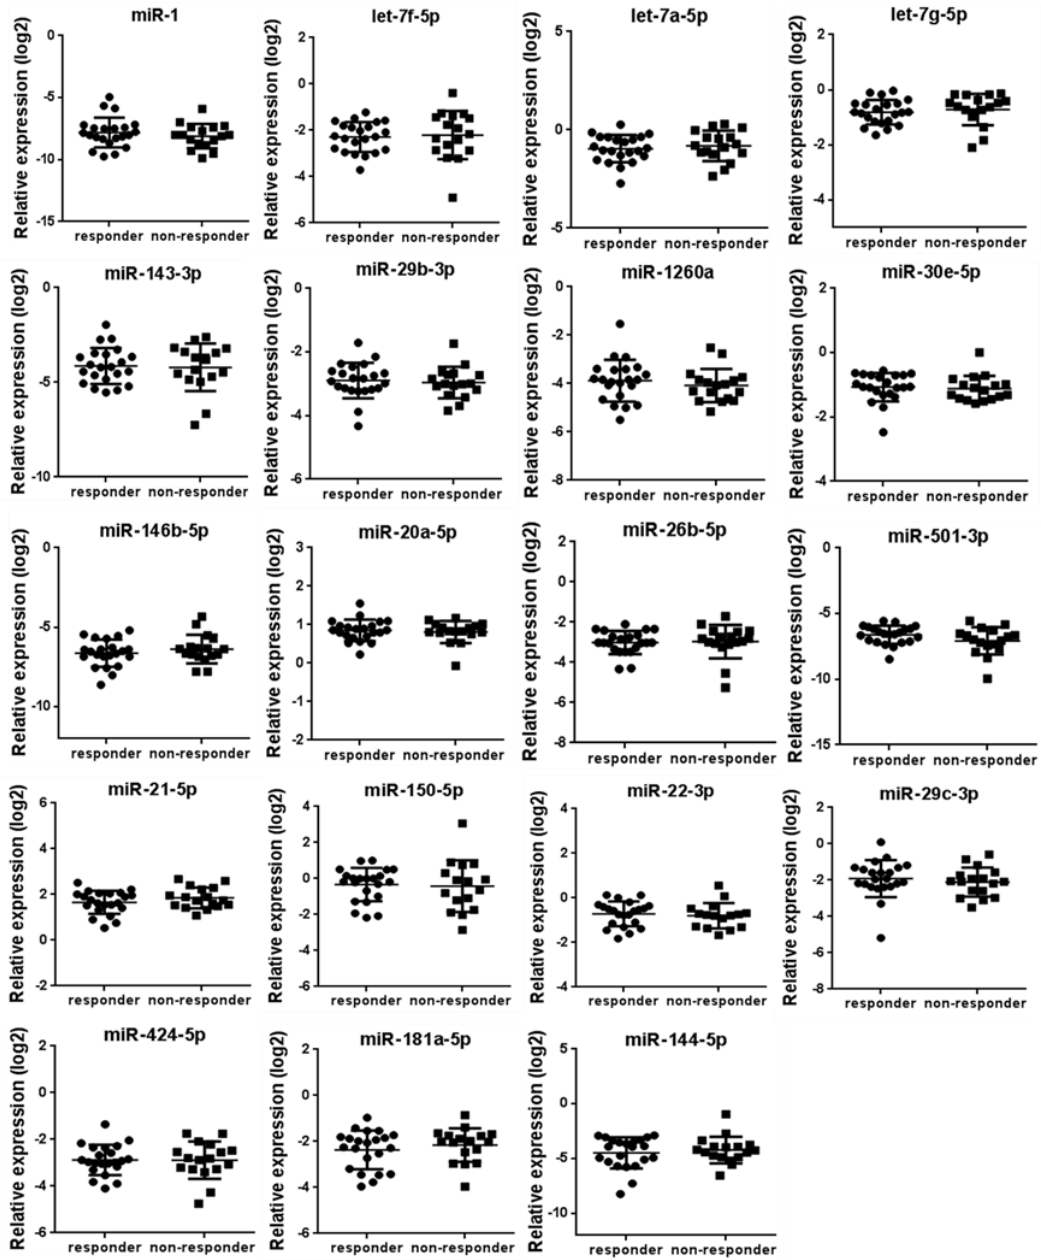 miR-1
let-7f-5p
let-7a-5p
let-7g-5p
Relative expression (log2)
0
-5
-10
-15
responder non-responder
Relative expression (log2)
2
0
-2
-4
-6
responder non-responder
Relative expression (log2)
5
0
-5
responder non-responder
Relative expression (log2)
2
0
-2
-4
responder non-responder
miR-143-3p
miR-29b-3p
miR-1260a
miR-30e-5p
Relative expression (log2)
0
-5
-10
responder non-responder
Relative expression (log2)
0
-2
-4
-6
responder non-responder
Relative expression (log2)
0
-2
-4
-6
-8
responder non-responder
Relative expression (log2)
2
0
-2
-4
responder non-responder
miR-146b-5p
miR-20a-5p
miR-26b-5p
miR-501-3p
Relative expression (log2)
0
-5
-10
responder non-responder
Relative expression (log2)
3
2
1
0
-1
-2
responder non-responder
Relative expression (log2)
2
0
-2
-4
-6
-8
responder non-responder
Relative expression (log2)
0
-5
-10
-15
responder non-responder
miR-21-5p
miR-150-5p
miR-22-3p
miR-29c-3p
Relative expression (log2)
6
4
2
0
-2
responder non-responder
Relative expression (log2)
4
2
0
-2
-4
-6
responder non-responder
Relative expression (log2)
4
2
0
-2
-4
responder non-responder
Relative expression (log2)
2
0
-2
-4
-6
-8
responder non-responder
miR-424-5p
miR-181a-5p
miR-144-5p
Relative expression (log2)
2
0
-2
-4
-6
responder non-responder
Relative expression (log2)
2
0
-2
-4
-6
responder non-responder
Relative expression (log2)
5
0
-5
-10
responder non-responder